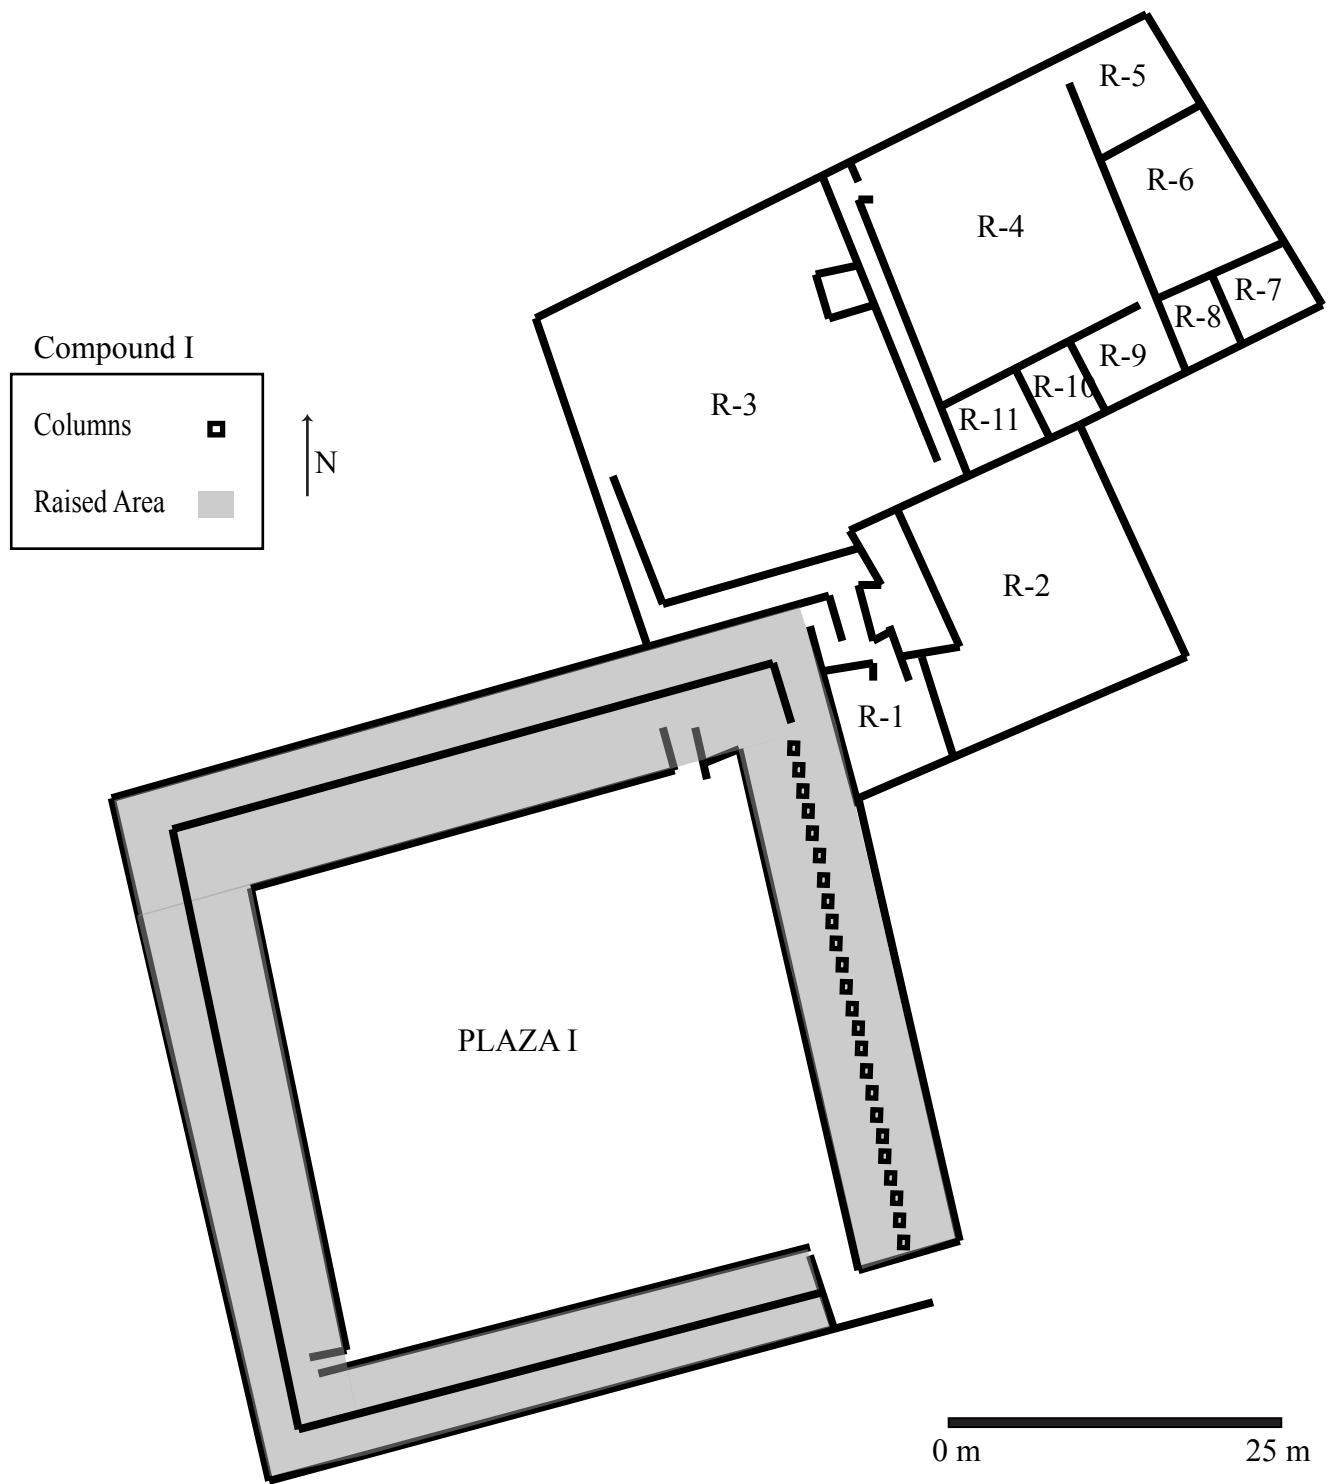 R-5
R-6
R-4
R-7
R-8
Compound I
R-9
R-10
R-3
R-11
Columns
N
Raised Area
R-2
R-1
PLAZA I
0 m
25 m